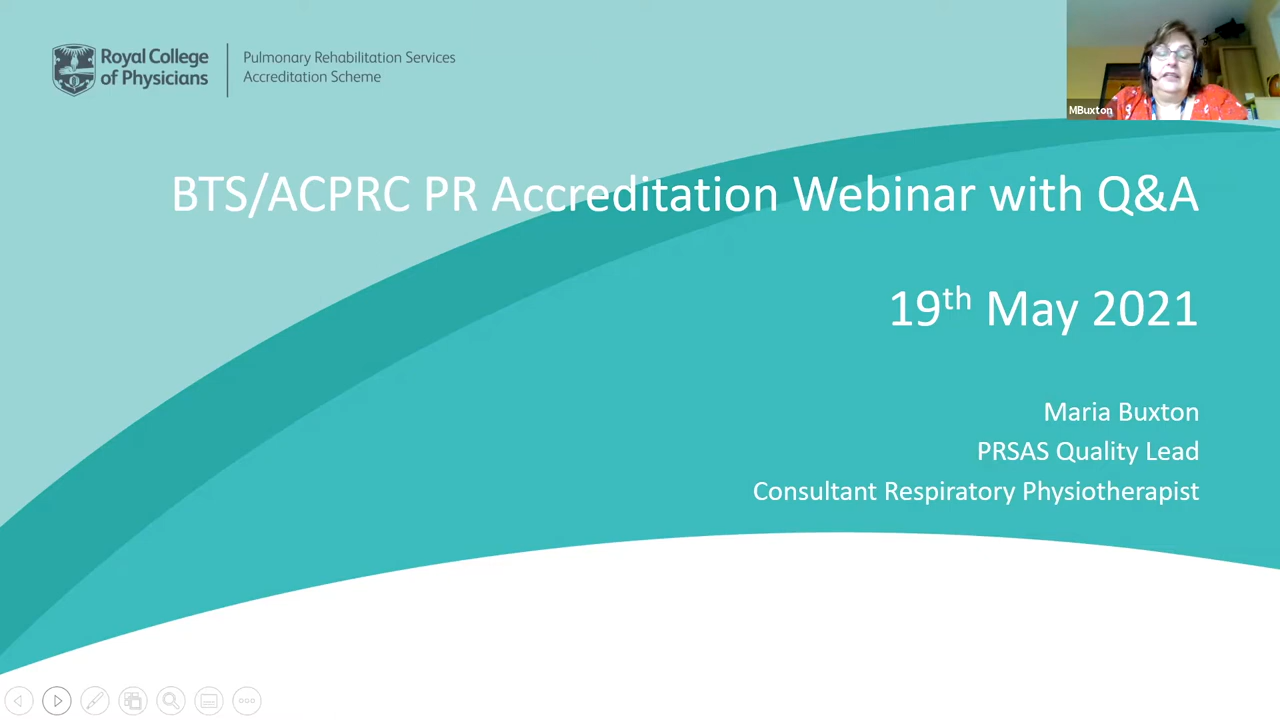 Royal College
of Physicians
Pulmonary Rehabilitation Services
Accreditation Scheme
MBuxton
BTS/ACPRC PR Accreditation Webinar with Q&A
19th May 2021
Maria Buxton
PRSAS Quality Lead
Consultant Respiratory Physiotherapist